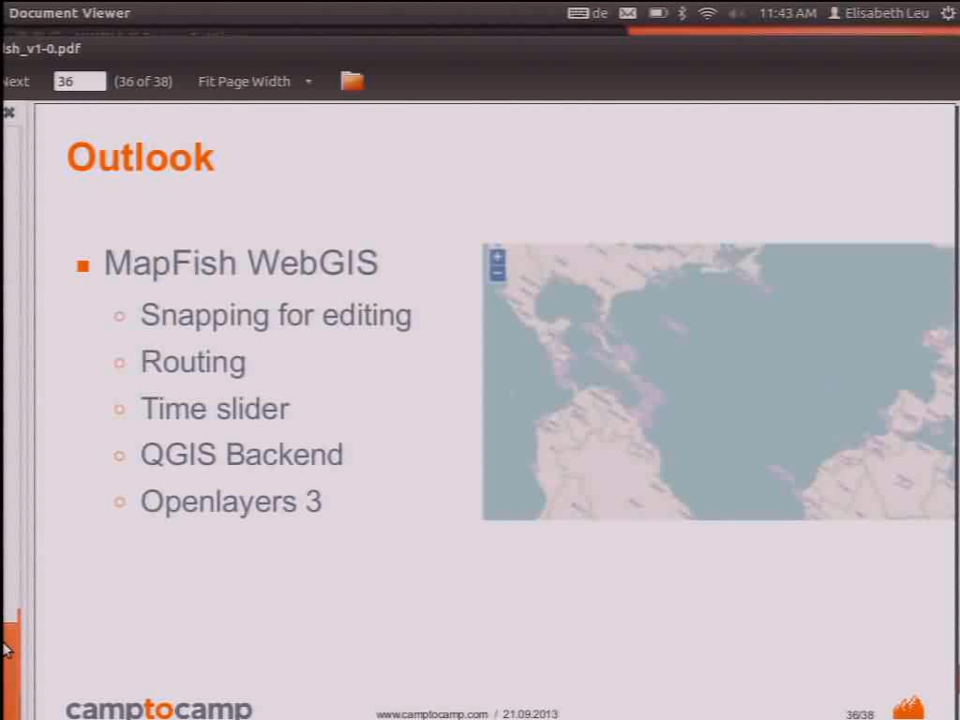 Document Viewer
de
11:43 AM
Elisabeth Leu
sh_v1-0.pdf
Next
36
(36 of 38)
Fit Page Width
Outlook
MapFish WebGIS
Snapping for editing
Routing
Time slider
QGIS Backend
Openlayers 3
camptocamp
www.camptocamp.com / 21.09.2013
36/38